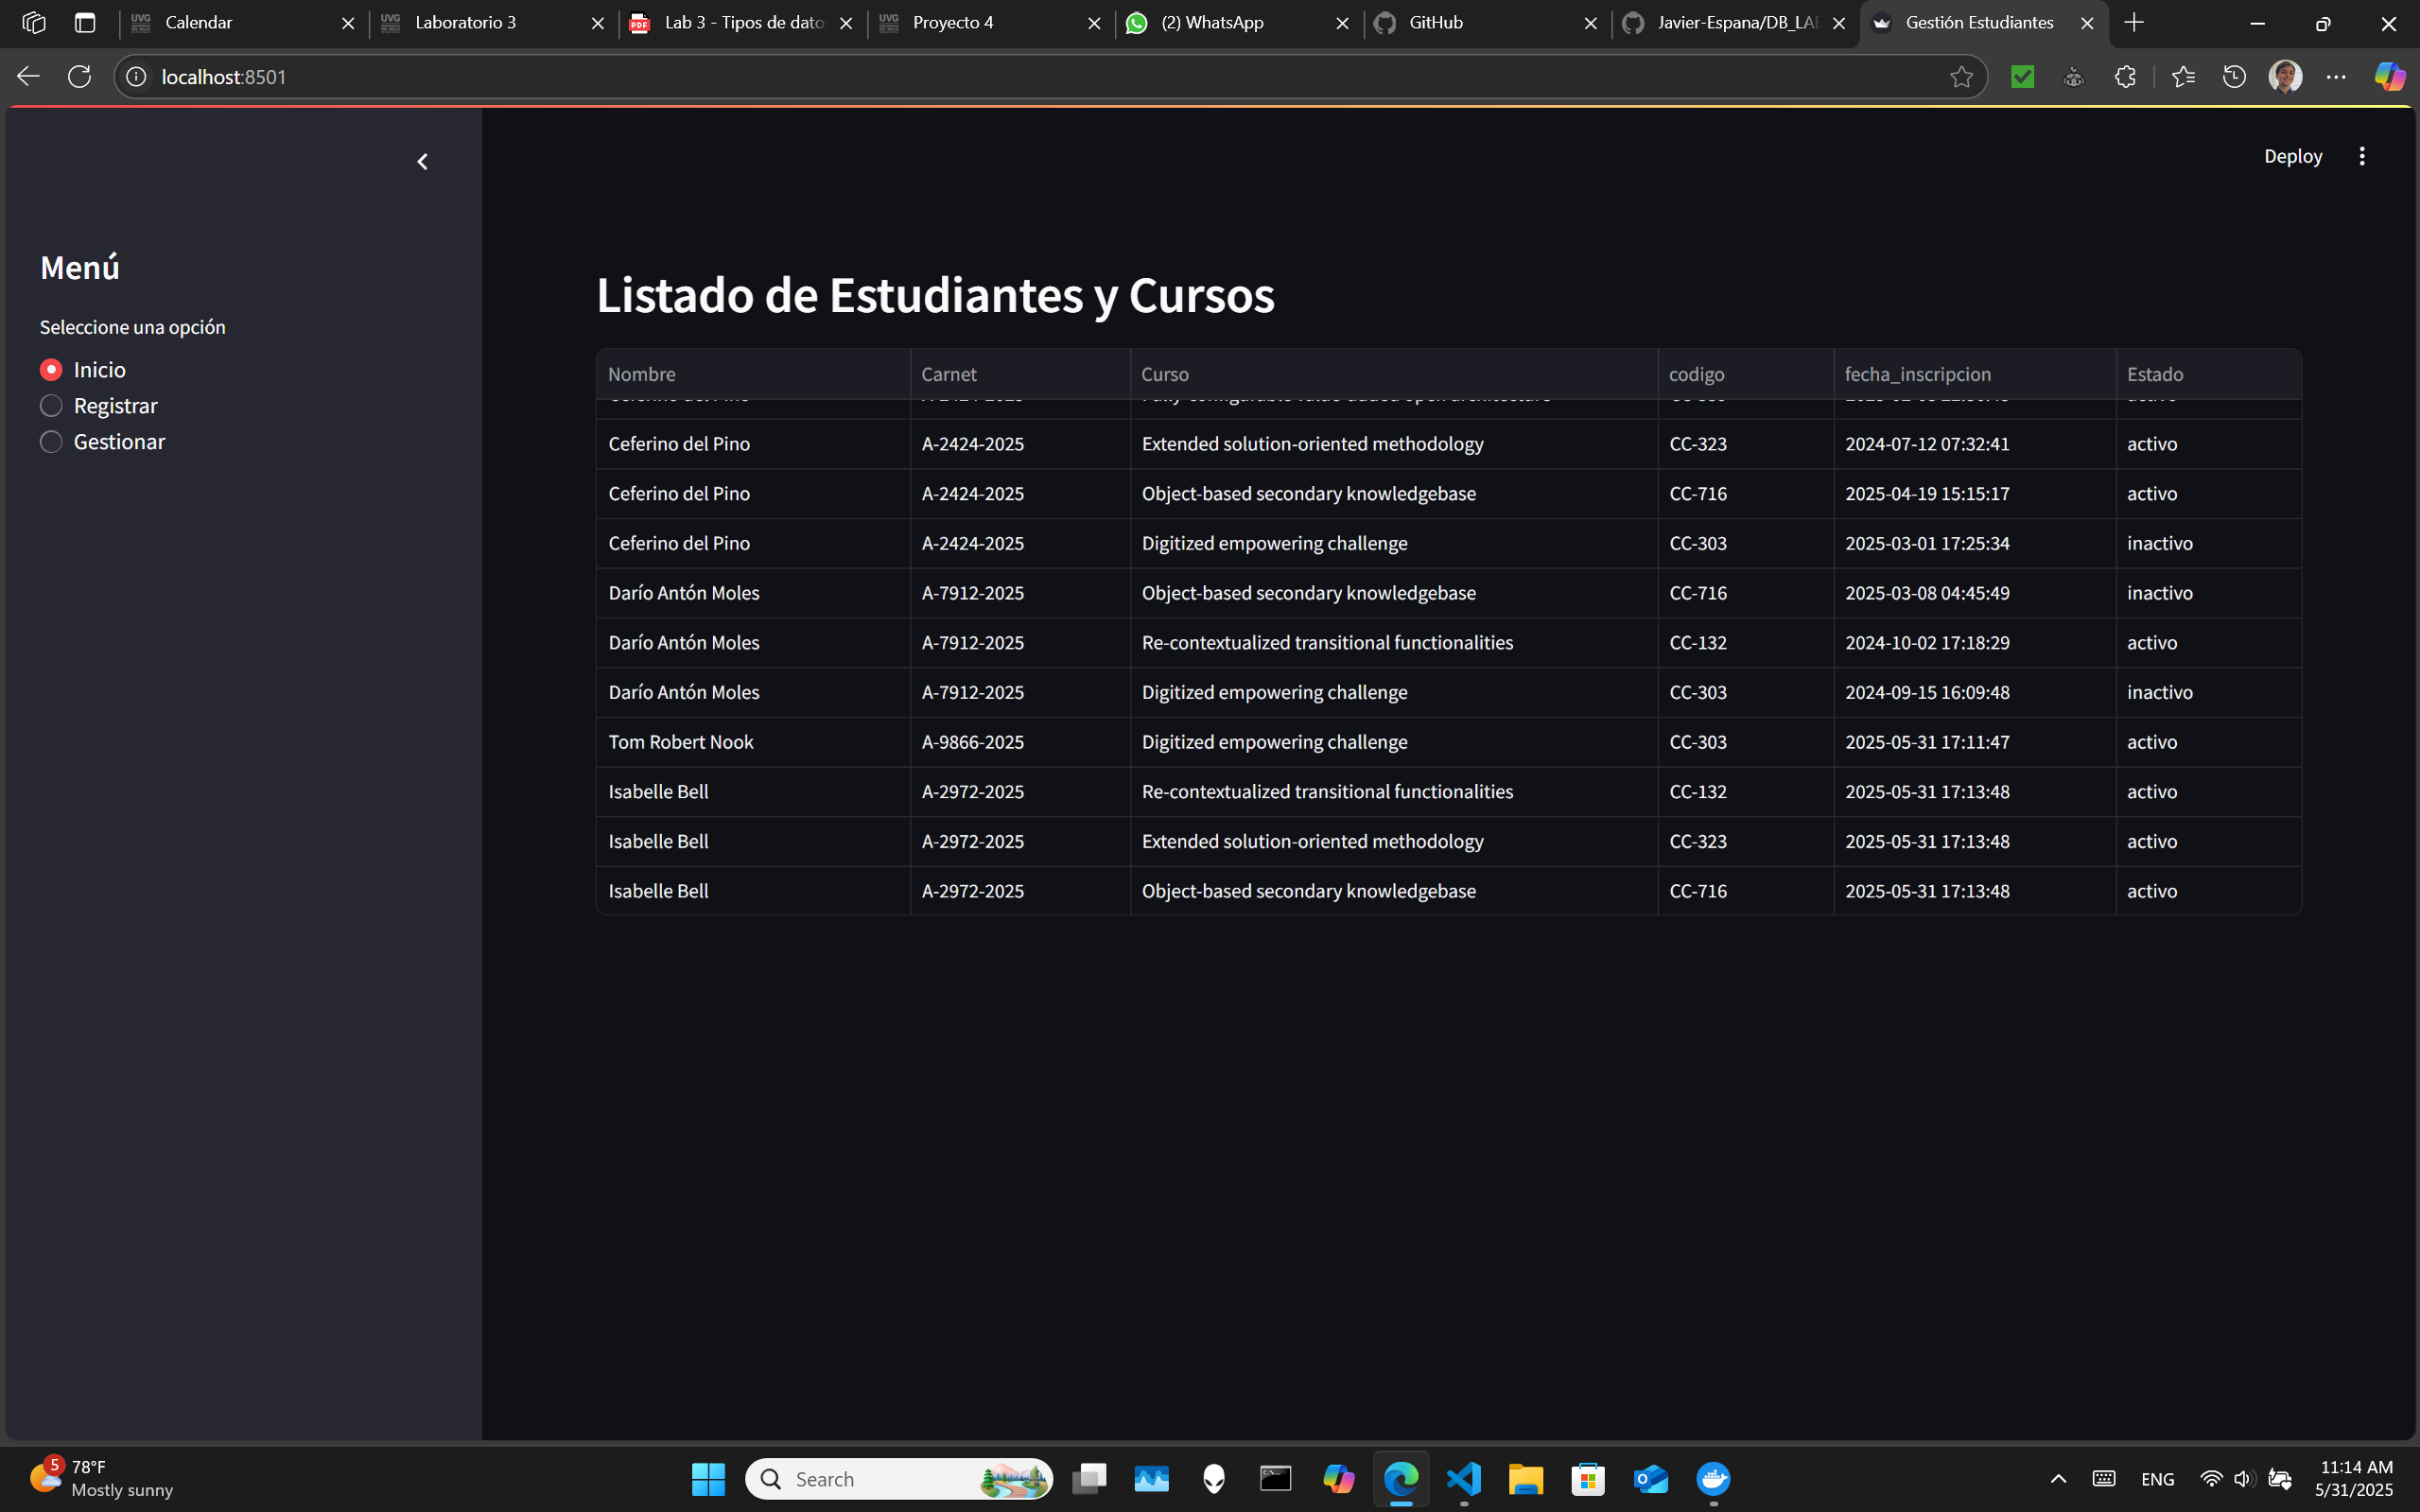 Calendar
Laboratorio 3
Lab 3 - Tipos de dato
Proyecto 4
(2) WhatsApp
GitHub
Javier-Espana/DB_LA
Gestión Estudiantes
localhost:8501
Deploy
Menú
Seleccione una opción
Inicio
Registrar
Gestionar
Listado de Estudiantes y Cursos
Nombre Carnet Curso codigo fecha_inscripcion Estado
Ceferino del Pino A-2424-2025 Extended solution-oriented methodology CC-323 2024-07-12 07:32:41 activo
Ceferino del Pino A-2424-2025 Object-based secondary knowledgebase CC-716 2025-04-19 15:15:17 activo
Ceferino del Pino A-2424-2025 Digitized empowering challenge CC-303 2025-03-01 17:25:34 inactivo
Darío Antón Moles A-7912-2025 Object-based secondary knowledgebase CC-716 2025-03-08 04:45:49 inactivo
Darío Antón Moles A-7912-2025 Re-contextualized transitional functionalities CC-132 2024-10-02 17:18:29 activo
Darío Antón Moles A-7912-2025 Digitized empowering challenge CC-303 2024-09-15 16:09:48 inactivo
Tom Robert Nook A-9866-2025 Digitized empowering challenge CC-303 2025-05-31 17:11:47 activo
Isabelle Bell A-2972-2025 Re-contextualized transitional functionalities CC-132 2025-05-31 17:13:48 activo
Isabelle Bell A-2972-2025 Extended solution-oriented methodology CC-323 2025-05-31 17:13:48 activo
Isabelle Bell A-2972-2025 Object-based secondary knowledgebase CC-716 2025-05-31 17:13:48 activo
5
78°F
Mostly sunny
Search
ENG
11:14 AM
5/31/2025